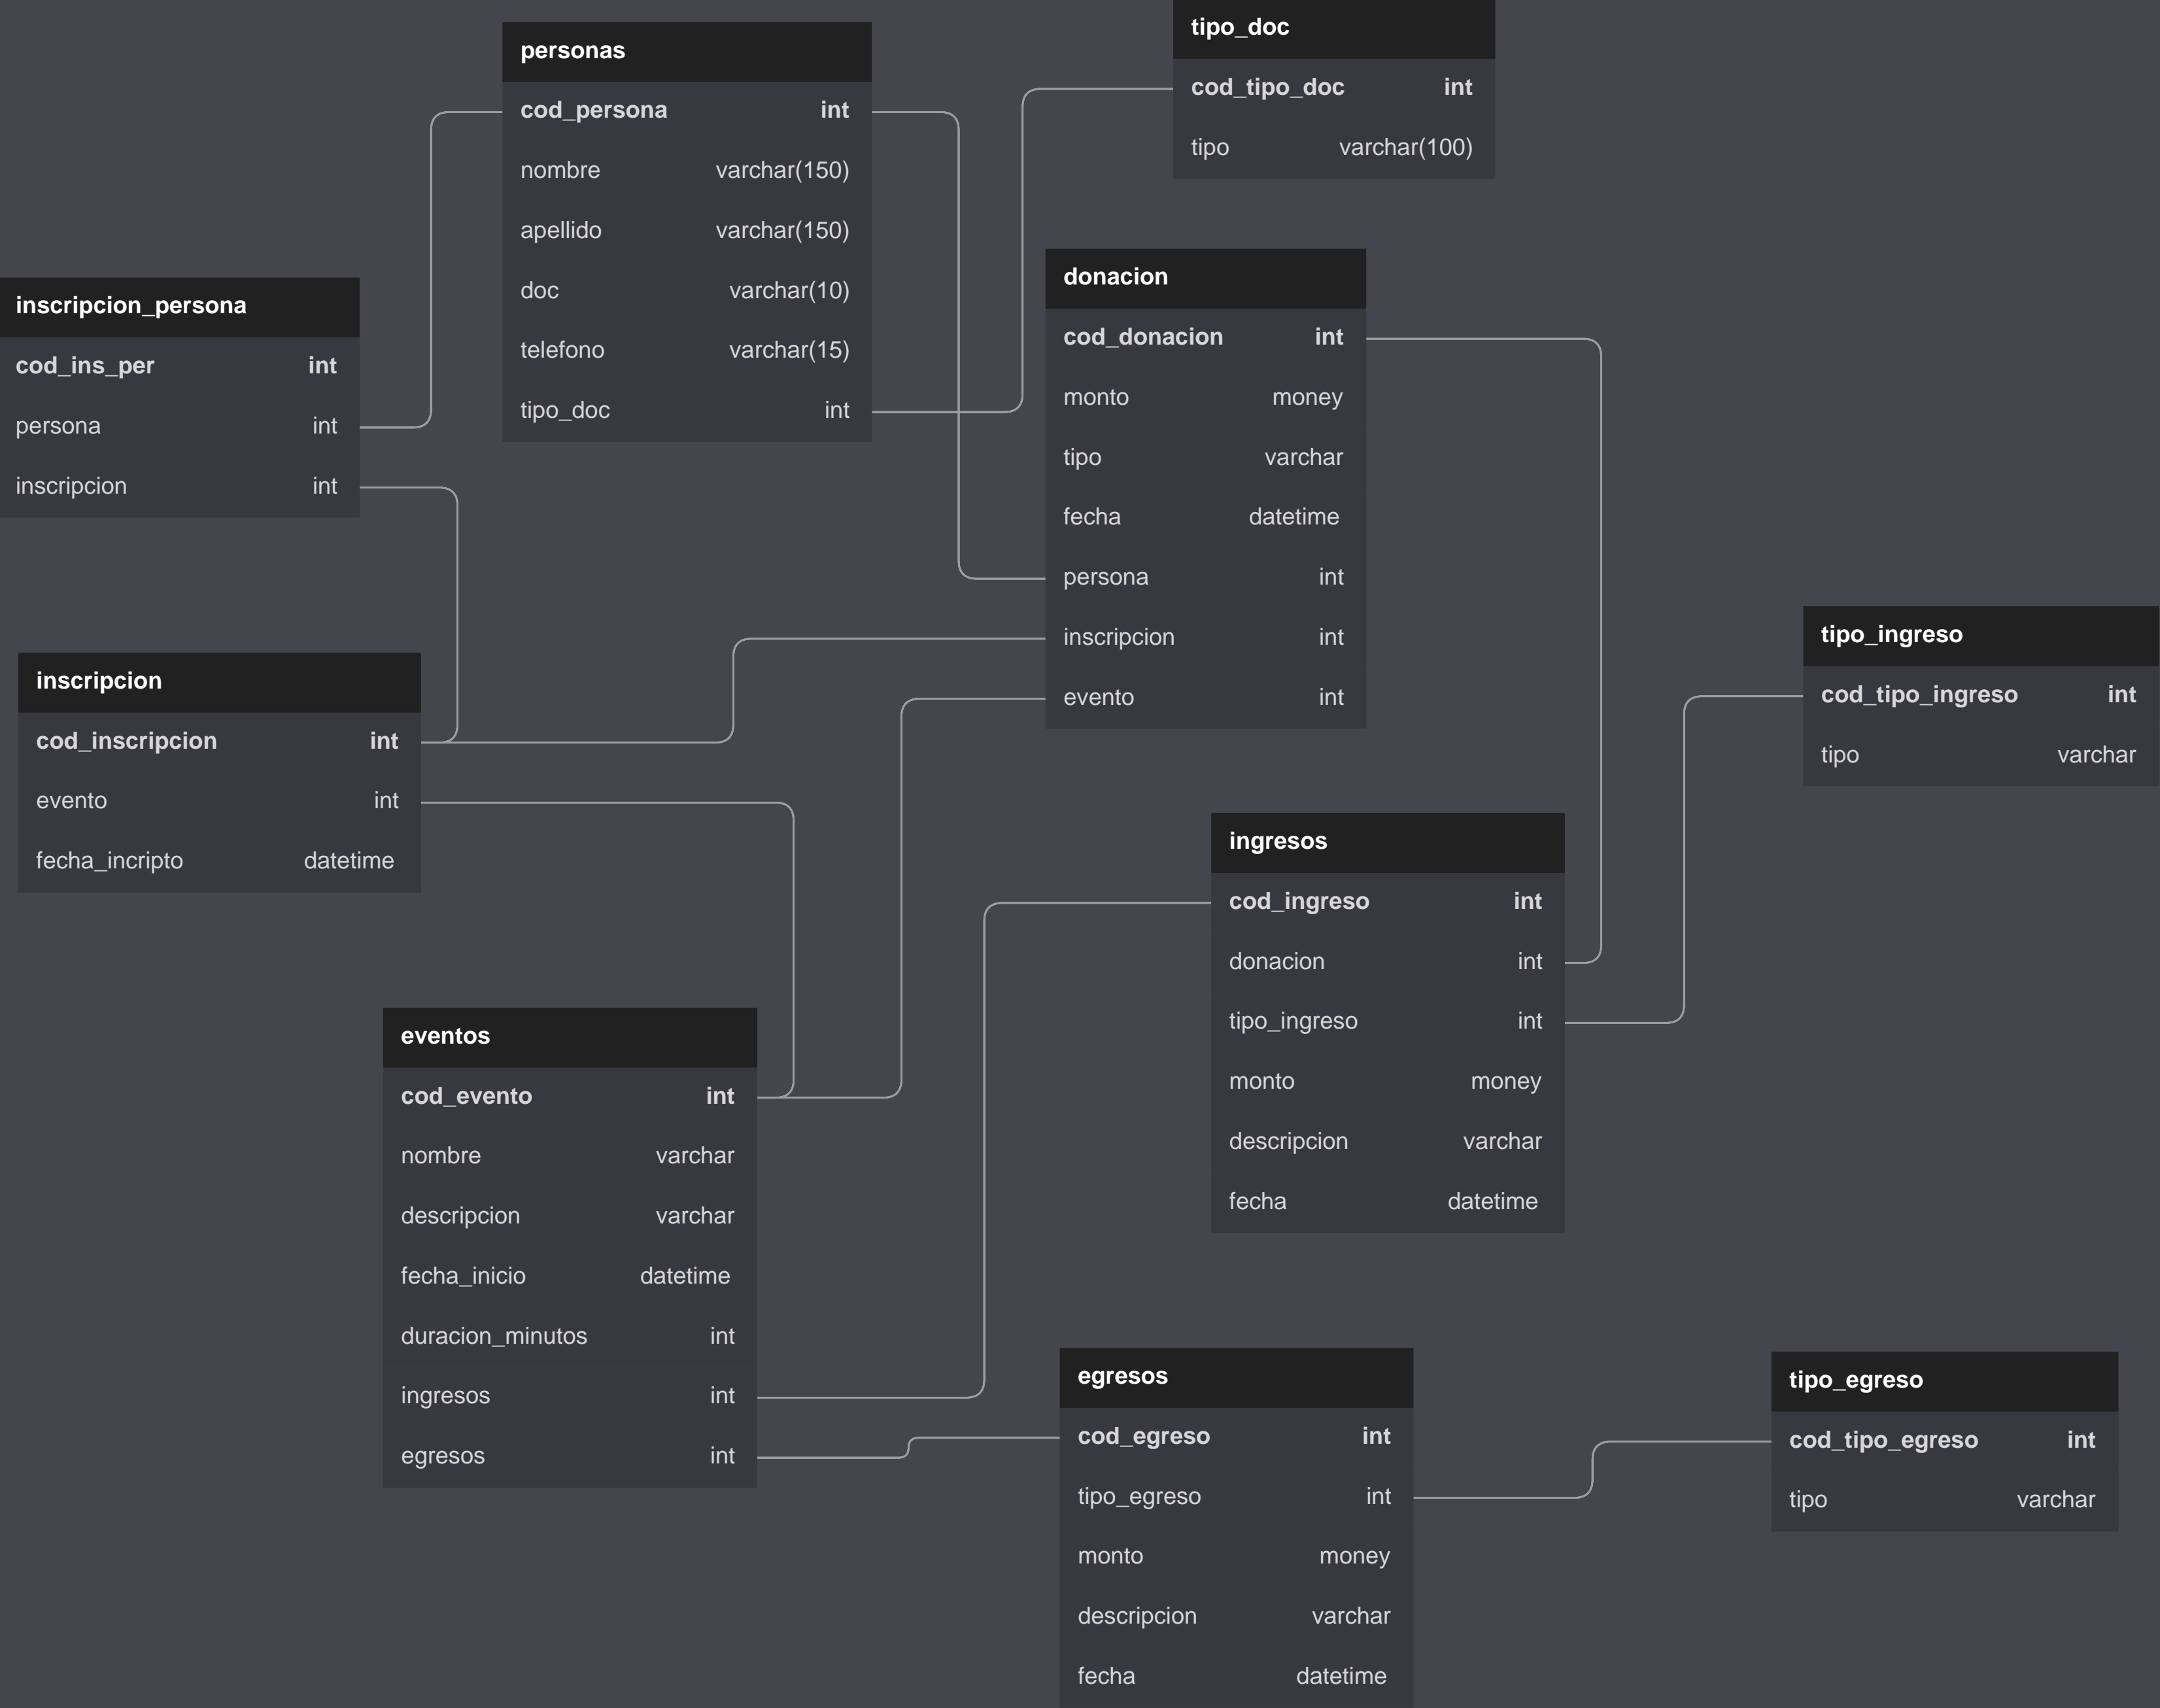 personas
cod_persona int
nombre varchar(150)
apellido varchar(150)
doc varchar(10)
telefono varchar(15)
tipo_doc int
tipo_doc
cod_tipo_doc int
tipo varchar(100)
inscripcion_persona
cod_ins_per int
persona int
inscripcion int
donacion
cod_donacion int
monto money
tipo varchar
fecha datetime
persona int
inscripcion int
evento int
inscripcion
cod_inscripcion int
evento int
fecha_incripto datetime
tipo_ingreso
cod_tipo_ingreso int
tipo varchar
ingresos
cod_ingreso int
donacion int
tipo_ingreso int
monto money
descripcion varchar
fecha datetime
eventos
cod_evento int
nombre varchar
descripcion varchar
fecha_inicio datetime
duracion_minutos int
ingresos int
egresos int
egresos
cod_egreso int
tipo_egreso int
monto money
descripcion varchar
fecha datetime
tipo_egreso
cod_tipo_egreso int
tipo varchar